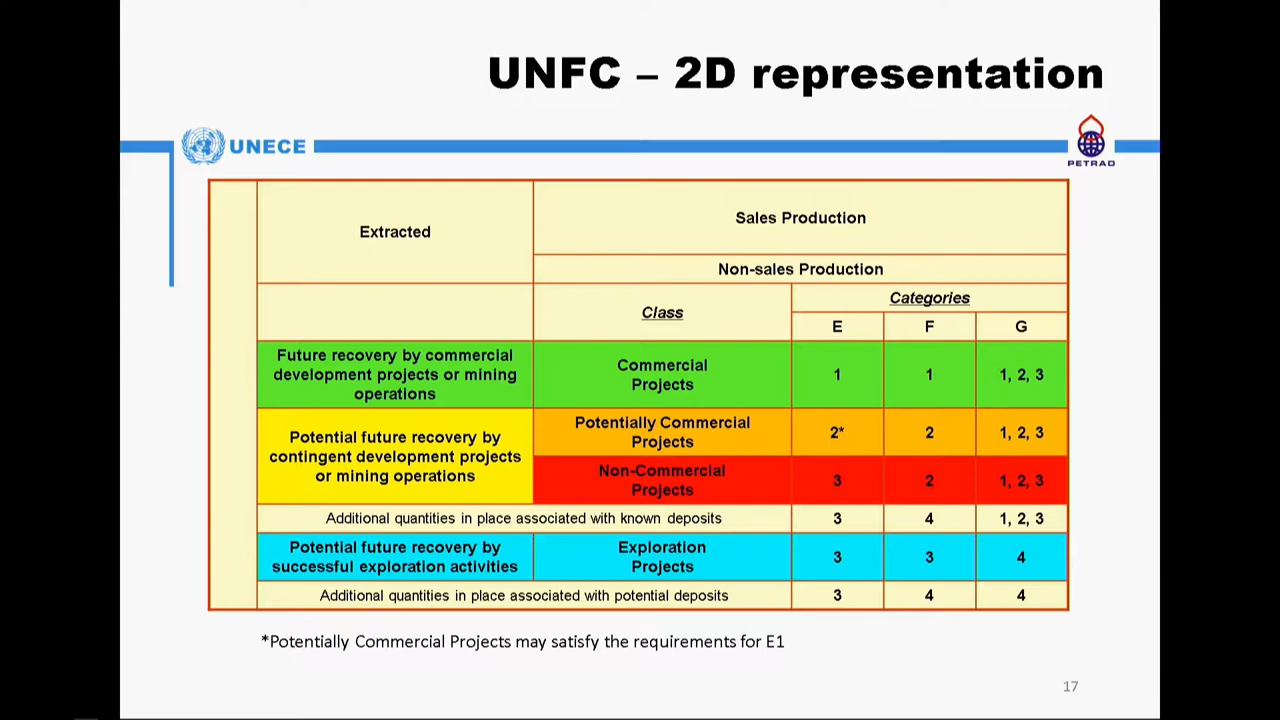 UNFC – 2D representation
UNECE
PETRAD
Extracted
Sales Production
Non-sales Production
Class
Categories
E F G
Future recovery by commercial
development projects or mining
operations
Commercial
Projects
1 1 1, 2, 3
Potential future recovery by
contingent development projects
or mining operations
Potentially Commercial
Projects
2* 2 1, 2, 3
Non-Commercial
Projects
3 2 1, 2, 3
Additional quantities in place associated with known deposits 3 4 1, 2, 3
Potential future recovery by
successful exploration activities
Exploration
Projects
3 3 4
Additional quantities in place associated with potential deposits 3 4 4
*Potentially Commercial Projects may satisfy the requirements for E1
17